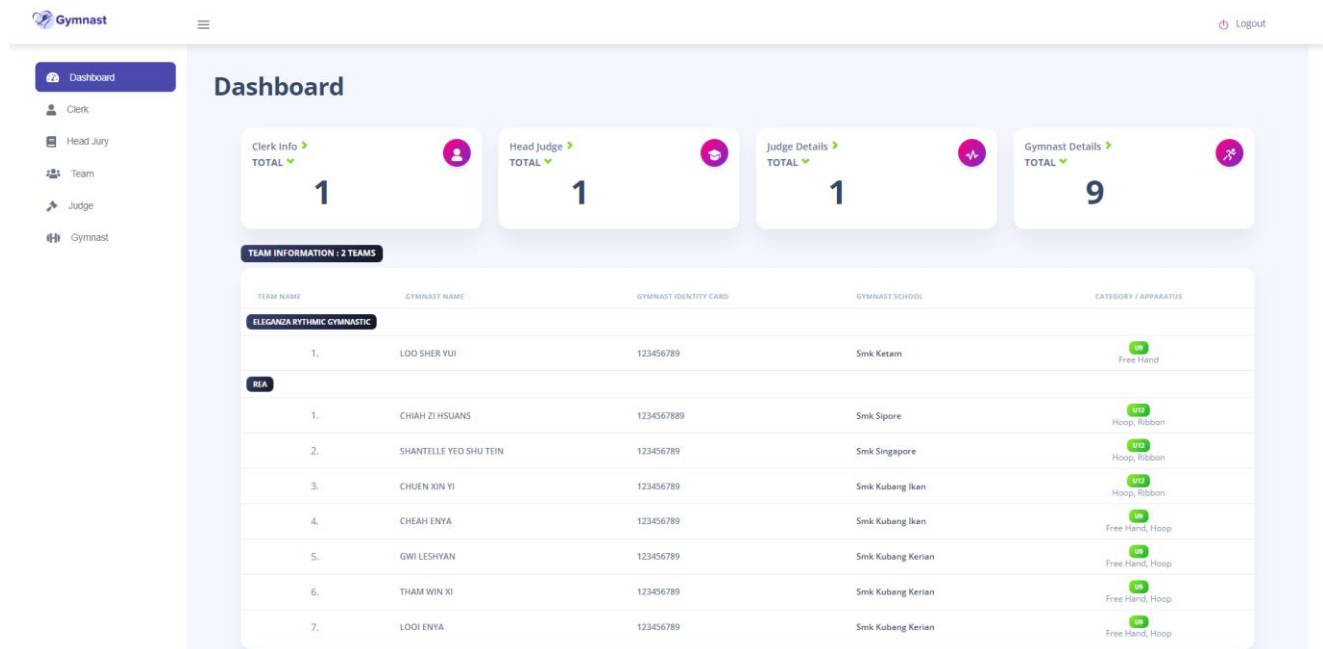 Gymnast
Logout
Dashboard
Clerk
Head Jury
Team
Judge
Gymnast
Dashboard
Clerk Info
TOTAL
1
Head Judge
TOTAL
1
Judge Details
TOTAL
1
Gymnast Details
TOTAL
9
TEAM INFORMATION : 2 TEAMS
TEAM NAME GYMNAST NAME GYMNAST IDENTITY CARD GYMNAST SCHOOL CATEGORY / APPARATUS
ELEGANZA RYTHMIC GYMNASTIC
1. LOO SHER YUI 123456789 Smk Ketam U9
Free Hand
REA
1. CHIAH ZI HSUANS 1234567889 Smk Sipore U12
Hoop, Ribbon
2. SHANTELLE YEO SHU TEIN 123456789 Smk Singapore U12
Hoop, Ribbon
3. CHUEN XIN YI 123456789 Smk Kubang Ikan U12
Hoop, Ribbon
4. CHEAH ENYA 123456789 Smk Kubang Ikan U9
Free Hand, Hoop
5. GWI LESHYAN 123456789 Smk Kubang Kerian U9
Free Hand, Hoop
6. THAM WIN XI 123456789 Smk Kubang Kerian U9
Free Hand, Hoop
7. LOOI ENYA 123456789 Smk Kubang Kerian U9
Free Hand, Hoop